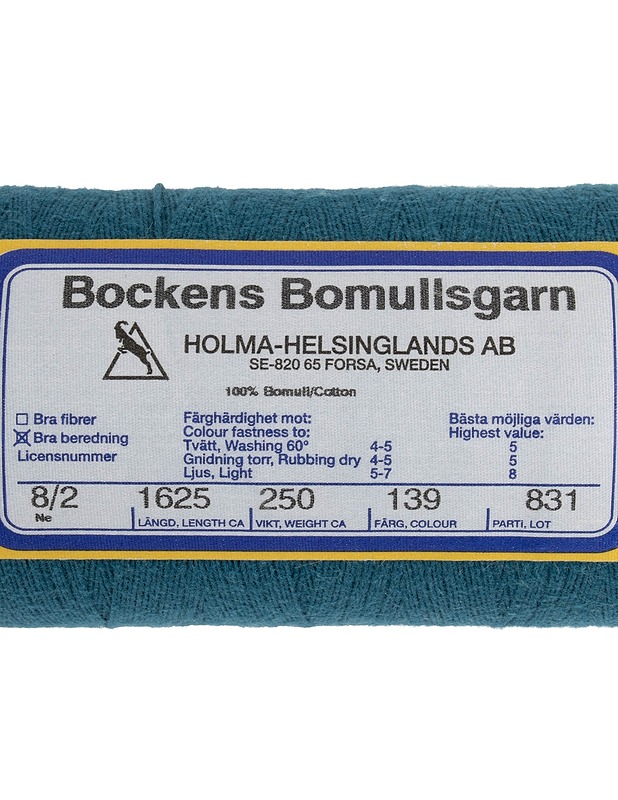 Bockens Bomullsgarn
HOLMA-HELSINGLANDS AB
SE-820 65 FORSA, SWEDEN
100% Bomull/Cotton
Bra fibrer
Bra beredning
Licensnummer
Färghärdighet mot:
Colour fastness to:
Tvätt, Washing 60° 4-5
Gnidning torr, Rubbing dry 4-5
Ljus, Light 5-7
Bästa möjliga värden:
Highest value:
5
5
8
8/2 1625 250 139 831
Ne LÄNGD, LENGTH CA VIKT, WEIGHT CA FÄRG, COLOUR PARTI, LOT